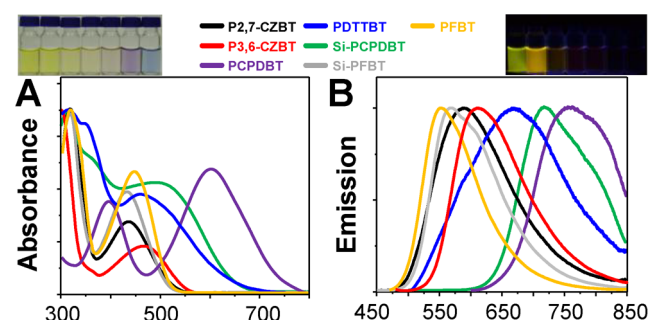 P2,7-CZBT PDTTBT PFBT
P3,6-CZBT Si-PCPDBT
PCPDBT Si-PFBT
A B
Absorbance
Emission
300 500 700
450 550 650 750 850